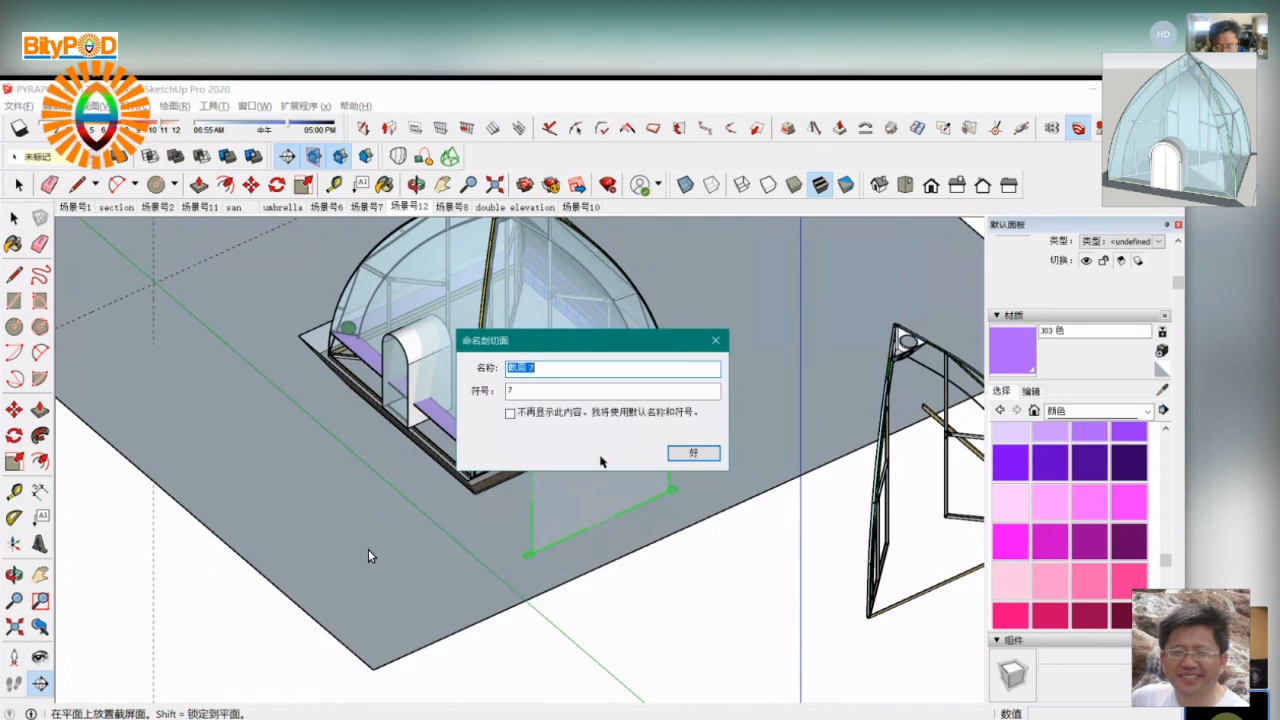 HD
BityPOD
SketchUp Pro 2020
文件(F)
绘图(R) 工具(T) 窗口(W) 扩展程序 (x) 帮助(H)
06:55 AM 中午 05:00 PM
未标记
场景号1 section 场景号2 场景号11 san umbrella 场景号6 场景号7 场景号12 场景号8 double elevation 场景号10
默认面板
类型: 类型: <undefined
切换:
材质
J03 色
选择 编辑
颜色
命名剖切面
名称: 截面 7
符号: 7
不再显示此内容。我将使用默认名称和符号。
好
组件
在平面上放置截屏面。Shift = 锁定到平面。
数值